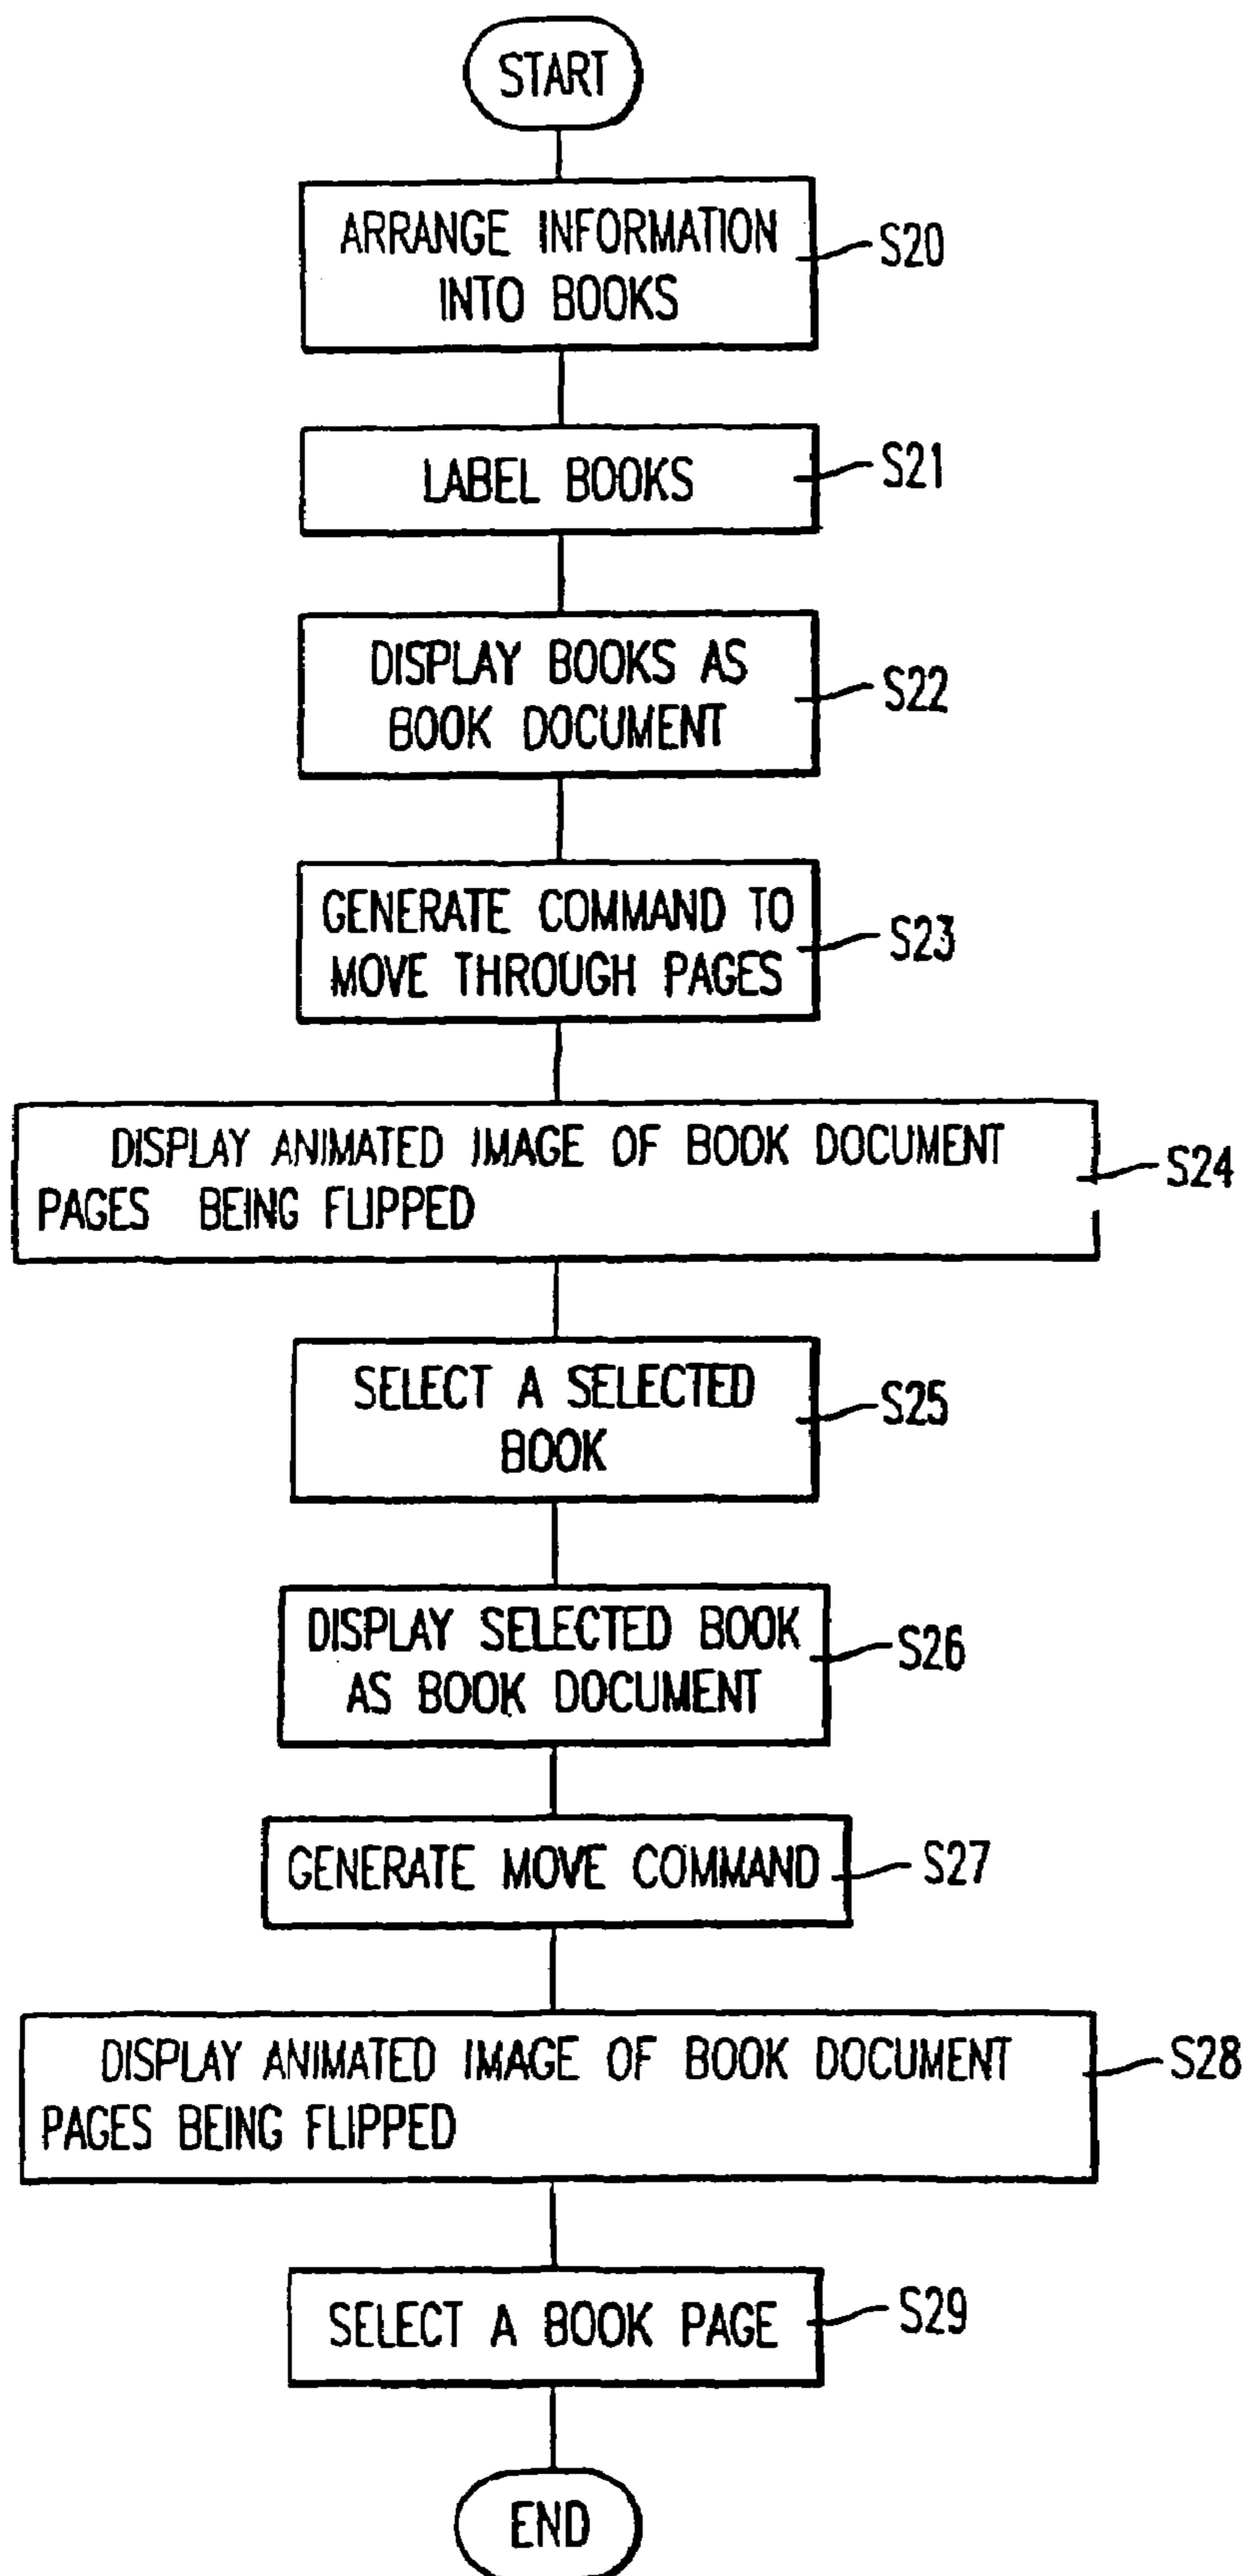 START
ARRANGE INFORMATION
INTO BOOKS
S20
LABEL BOOKS
S21
DISPLAY BOOKS AS
BOOK DOCUMENT
S22
GENERATE COMMAND TO
MOVE THROUGH PAGES
S23
DISPLAY ANIMATED IMAGE OF BOOK DOCUMENT
PAGES BEING FLIPPED
S24
SELECT A SELECTED
BOOK
S25
DISPLAY SELECTED BOOK
AS BOOK DOCUMENT
S26
GENERATE MOVE COMMAND
S27
DISPLAY ANIMATED IMAGE OF BOOK DOCUMENT
PAGES BEING FLIPPED
S28
SELECT A BOOK PAGE
S29
END